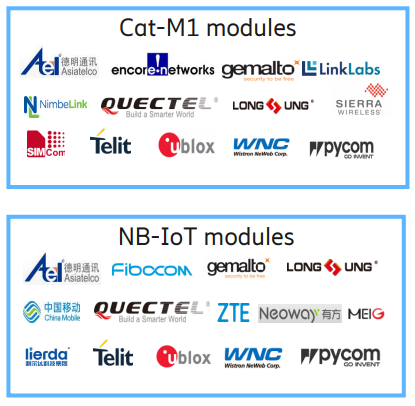 Cat-M1 modules
AeL 德明通讯
Asiatelco
encore networks
gemalto
security to be free
LinkLabs
NimbeLink
QUECTEL
Build a Smarter World
LONGSUNG
SIERRA
WIRELESS
SIMCom
Telit
ublox
WNC
Wistron NeWeb Corp.
pycom
GO INVENT
NB-IoT modules
AeL 德明通讯
Asiatelco
Fibocom
gemalto
security to be free
LONGSUNG
中国移动
China Mobile
QUECTEL
Build a Smarter World
ZTE
Neoway 有方
MEIG
lierda
利尔达科技集团
Telit
ublox
WNC
Wistron NeWeb Corp.
pycom
GO INVENT